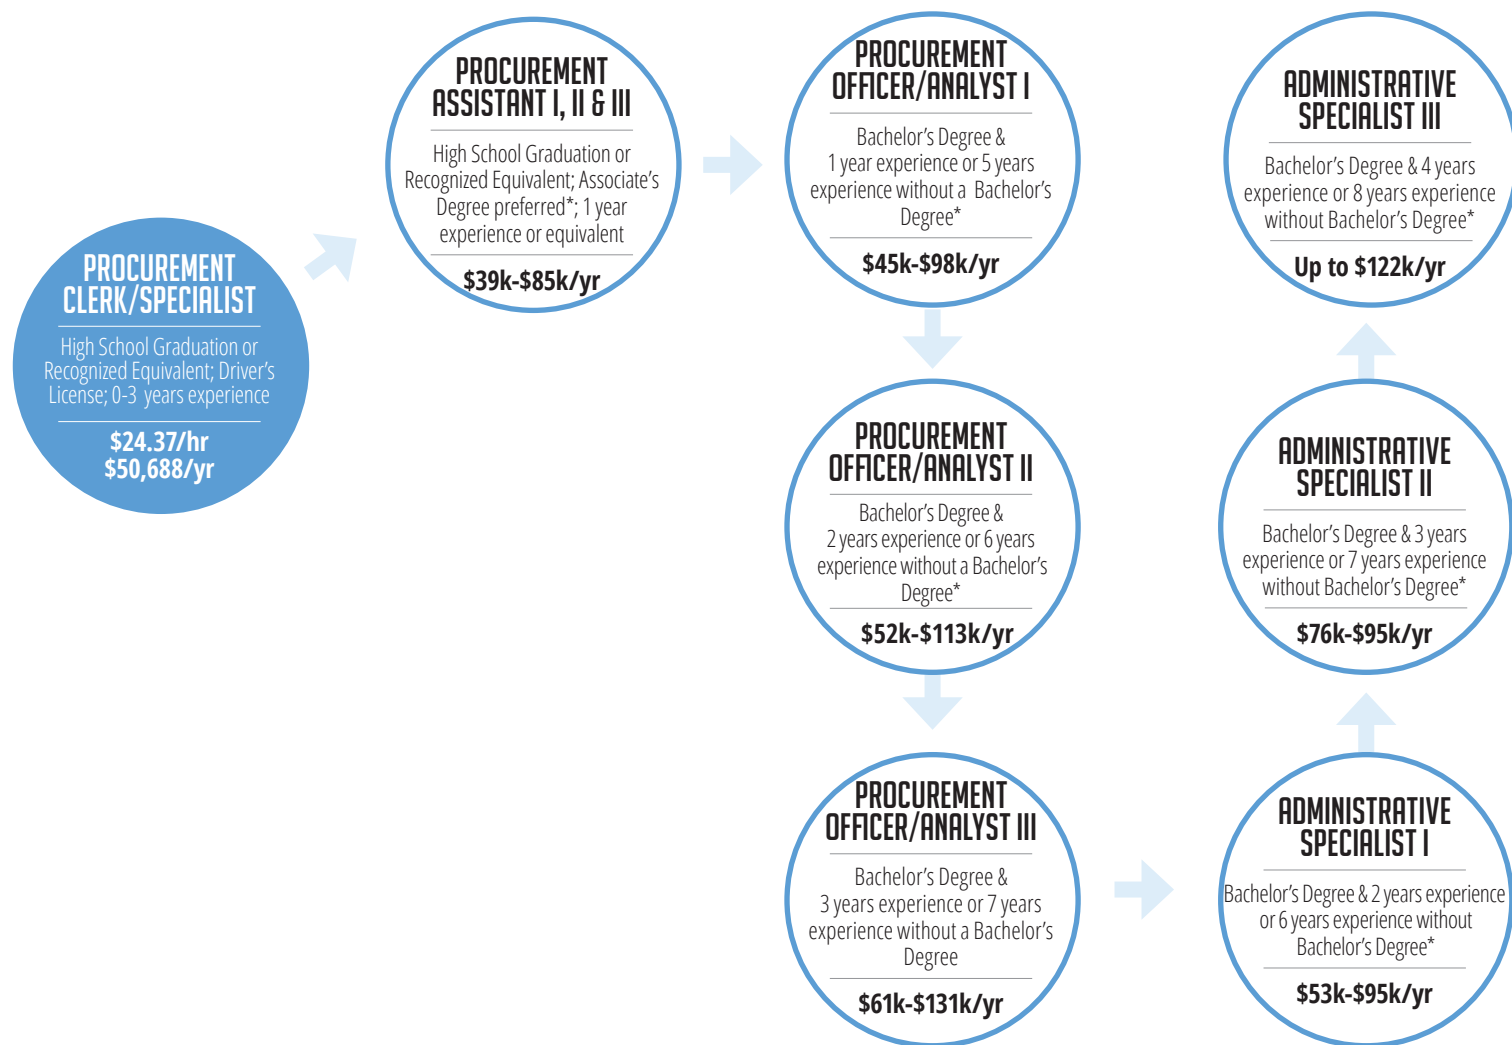 PROCUREMENT
CLERK/SPECIALIST
High School Graduation or
Recognized Equivalent; Driver's
License; 0-3 years experience
$24.37/hr
$50,688/yr
PROCUREMENT
ASSISTANT I, II & III
High School Graduation or
Recognized Equivalent; Associate's
Degree preferred*; 1 year
experience or equivalent
$39k-$85k/yr
PROCUREMENT
OFFICER/ANALYST I
Bachelor's Degree &
1 year experience or 5 years
experience without a Bachelor's
Degree*
$45k-$98k/yr
PROCUREMENT
OFFICER/ANALYST II
Bachelor's Degree &
2 years experience or 6 years
experience without a Bachelor's
Degree*
$52k-$113k/yr
PROCUREMENT
OFFICER/ANALYST III
Bachelor's Degree &
3 years experience or 7 years
experience without a Bachelor's
Degree
$61k-$131k/yr
ADMINISTRATIVE
SPECIALIST I
Bachelor's Degree & 2 years experience
or 6 years experience without
Bachelor's Degree*
$53k-$95k/yr
ADMINISTRATIVE
SPECIALIST II
Bachelor's Degree & 3 years
experience or 7 years experience
without Bachelor's Degree*
$76k-$95k/yr
ADMINISTRATIVE
SPECIALIST III
Bachelor's Degree & 4 years
experience or 8 years experience
without Bachelor's Degree*
Up to $122k/yr